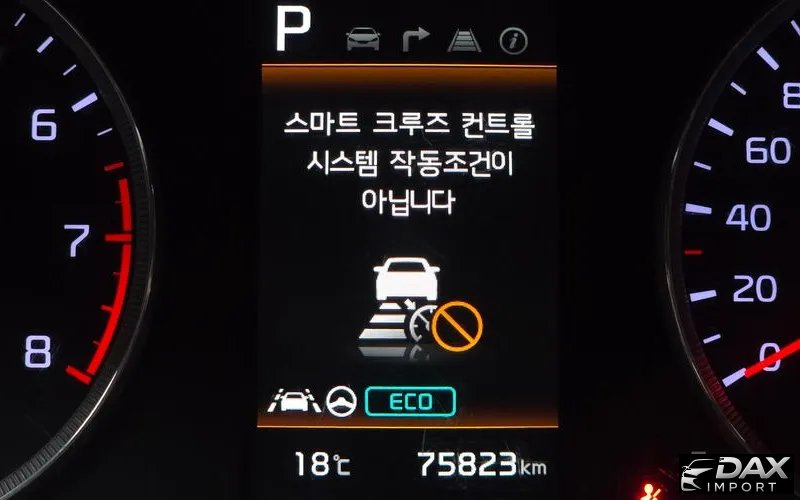 P
스마트 크루즈 컨트롤
시스템 작동조건이
아닙니다
6
7
8
8
60
40
20
0
ECO
18℃
75823km
DAX
IMPORT